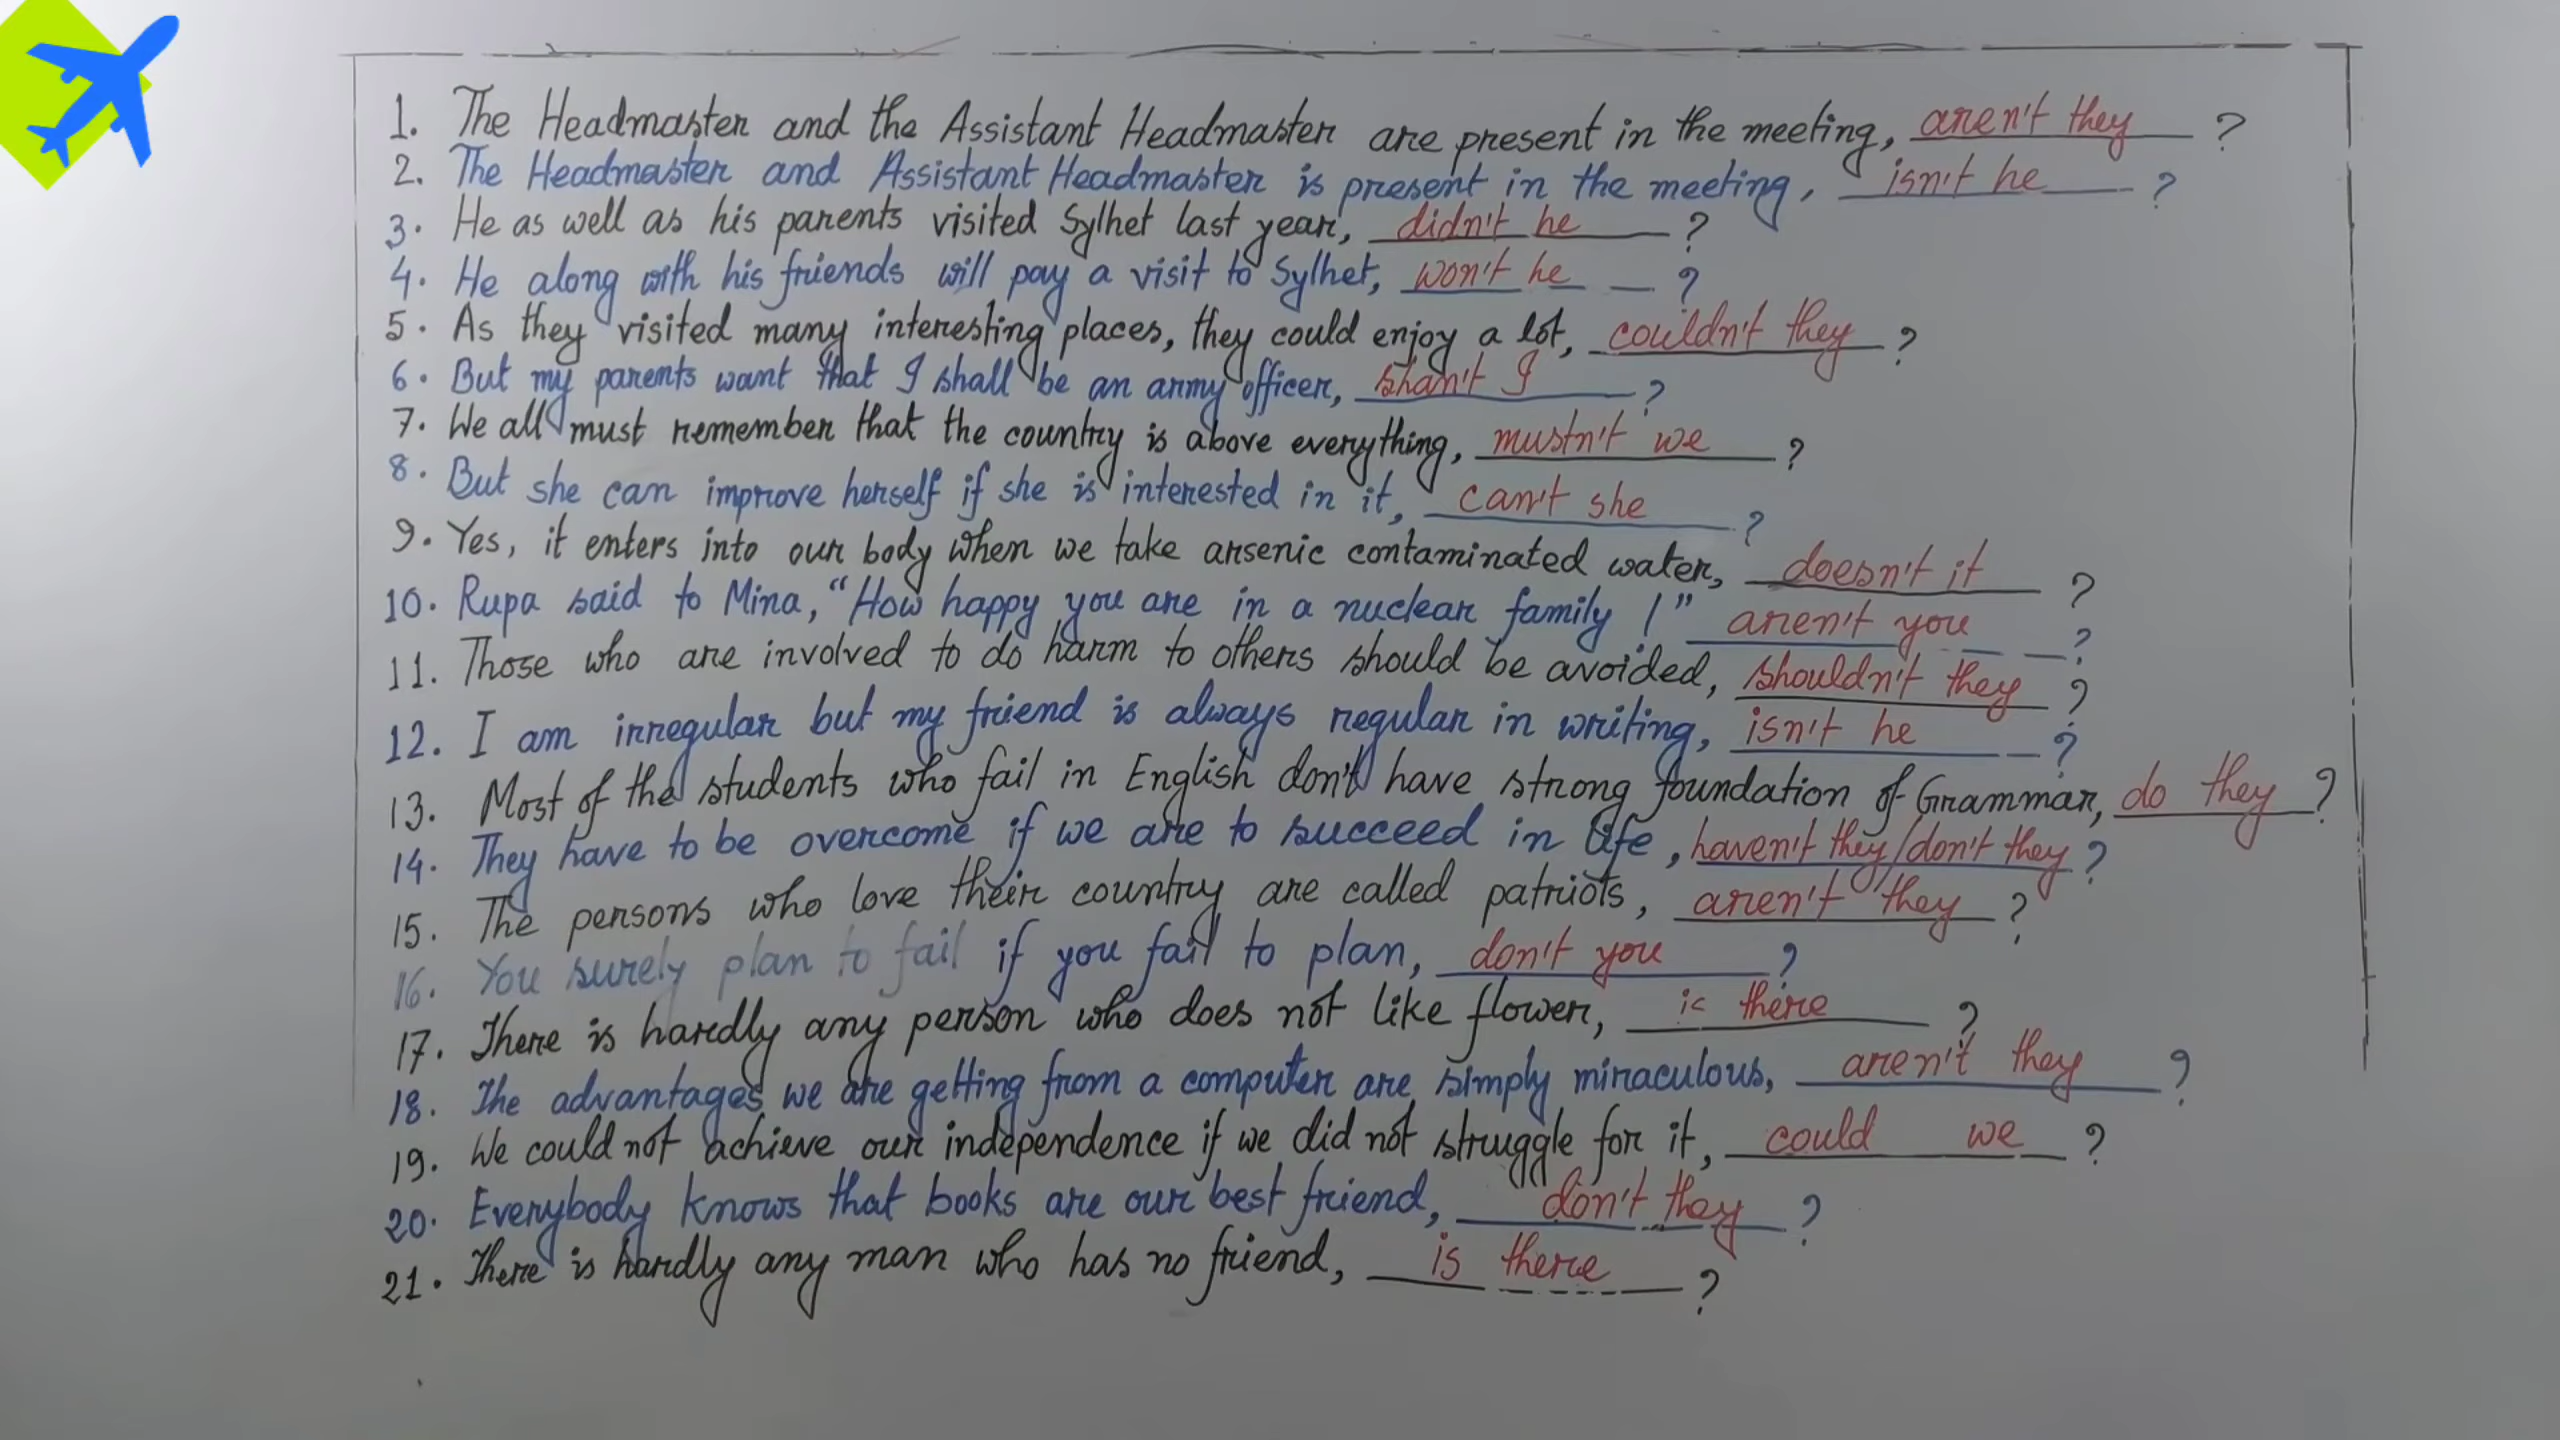 1. The Headmaster and the Assistant Headmaster are present in the meeting, aren't they ?
2. The Headmaster and Assistant Headmaster is present in the meeting, isn't he ?
3. He as well as his parents visited Sylhet last year, didn't he ?
4. He along with his friends will pay a visit to Sylhet, won't he ?
5. As they visited many interesting places, they could enjoy a lot, couldn't they ?
6. But my parents want that I shall be an army officer, shan't I ?
7. We all must remember that the country is above everything, mustn't we ?
8. But she can improve herself if she is interested in it, can't she ?
9. Yes, it enters into our body when we take arsenic contaminated water, doesn't it ?
10. Rupa said to Mina, "How happy you are in a nuclear family !" aren't you ?
11. Those who are involved to do harm to others should be avoided, shouldn't they ?
12. I am irregular but my friend is always regular in writing, isn't he ?
13. Most of the students who fail in English don't have strong foundation of Grammar, do they ?
14. They have to be overcome if we are to succeed in life, haven't they/don't they ?
15. The persons who love their country are called patriots, aren't they ?
16. You surely plan to fail if you fail to plan, don't you ?
17. There is hardly any person who does not like flower, is there ?
18. The advantages we are getting from a computer are simply miraculous, aren't they ?
19. We could not achieve our independence if we did not struggle for it, could we ?
20. Everybody knows that books are our best friend, don't they ?
21. There is hardly any man who has no friend, is there ?